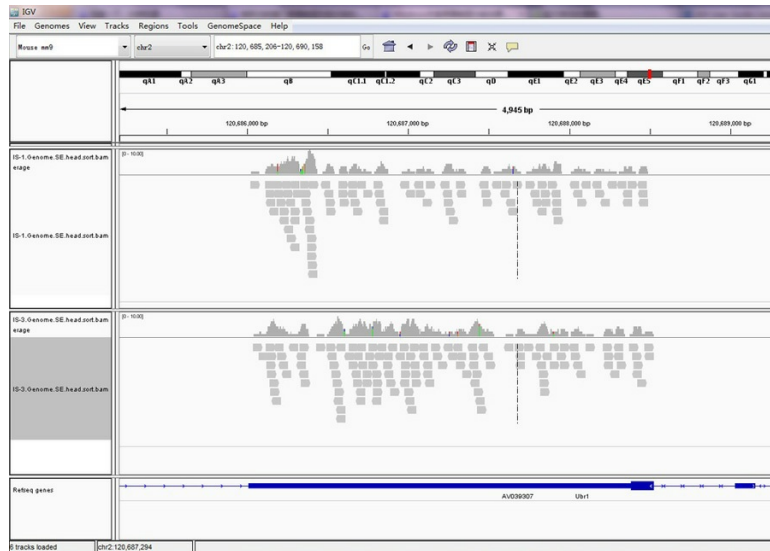 IGV
File Genomes View Tracks Regions Tools GenomeSpace Help
Mouse mm9 chr2 chr2:120,685,206-120,690,158 Go
qA1 qA2 qA3 qB qC1.1 qC1.2 qC2 qC3 qD qE1 qE2 qE3 qE4 qE5 qF1 qF2 qF3 qG1
4,945 bp
120,686,000 bp 120,687,000 bp 120,688,000 bp 120,689,000 bp
IS-1.Genome.SE.head.sort.bam
erage
[0 - 10.00]
IS-1.Genome.SE.head.sort.bam
IS-3.Genome.SE.head.sort.bam
erage
[0 - 10.00]
IS-3.Genome.SE.head.sort.bam
Refseq genes
AV039307 Ubr1
6 tracks loaded chr2:120,687,294